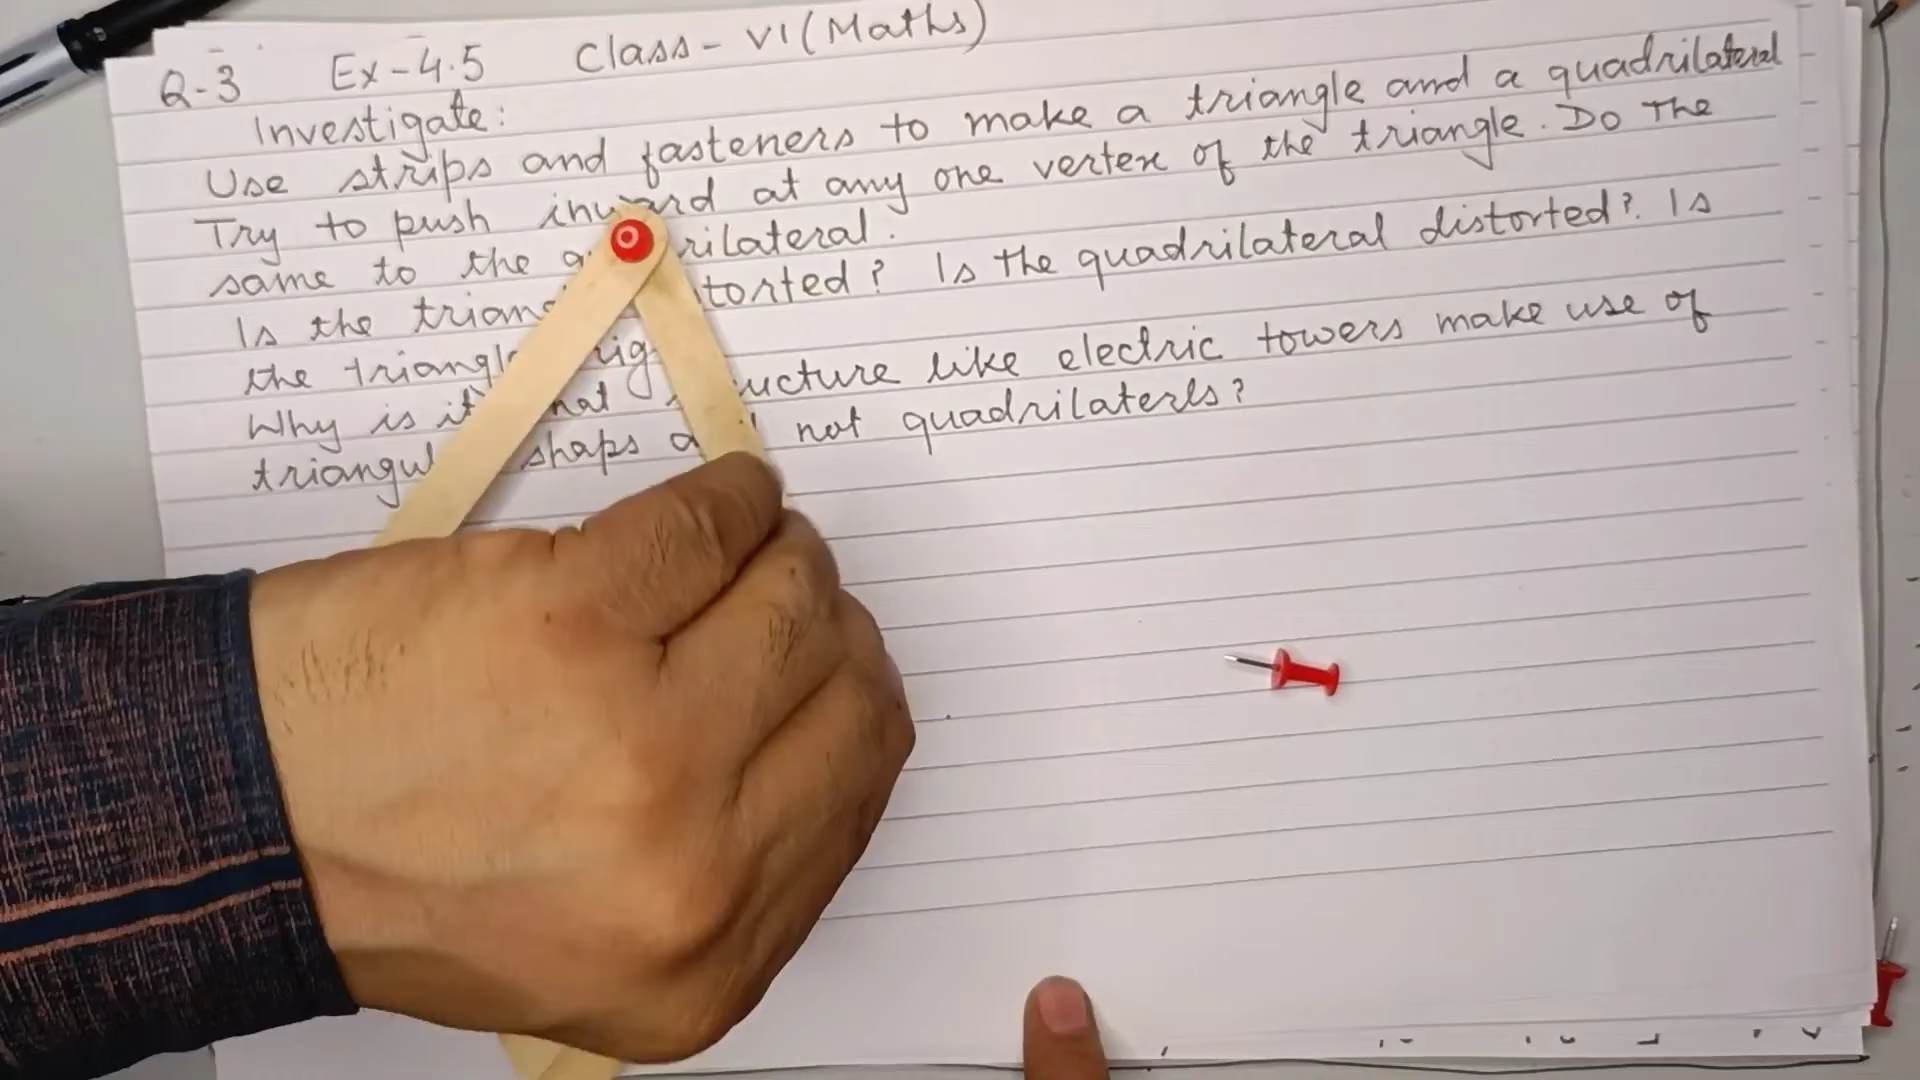 Q-3 Ex-4.5 Class-VI (Maths)
Investigate:
Use strips and fasteners to make a triangle and a quadrilateral
Try to push inward at any one vertex of the triangle. Do The
same to the rilateral.
Is the trian torted? Is the quadrilateral distorted? Is
the triangl rig
Why is it hat ucture like electric towers make use of
triangul shaps not quadrilaterls?